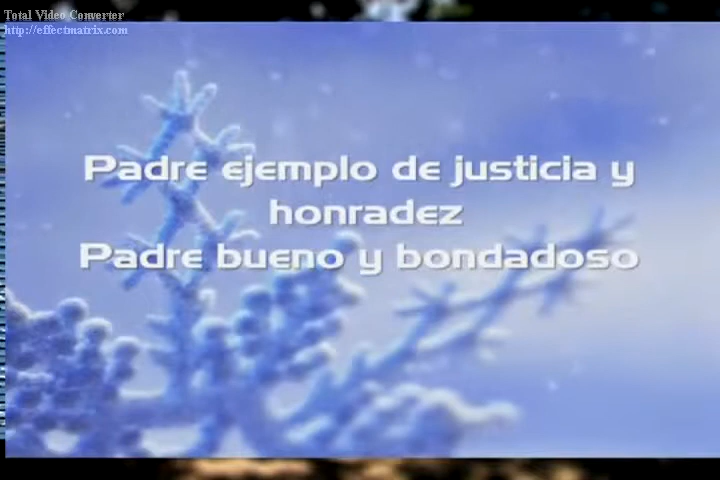 Total Video Converter
http://effectmatrix.com
Padre ejemplo de justicia y
honradez
Padre bueno y bondadoso